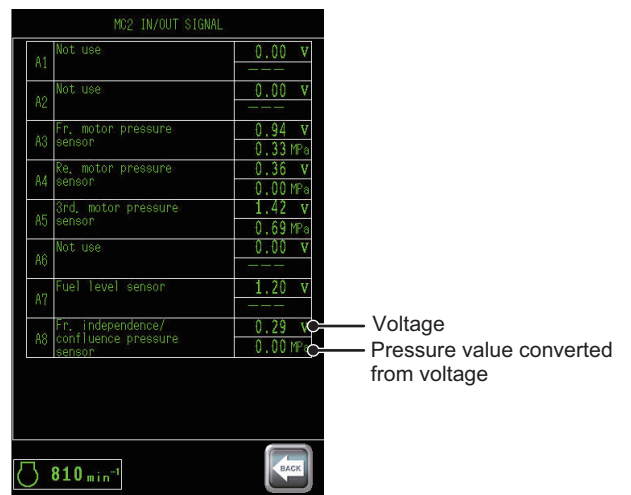 MC2 IN/OUT SIGNAL
A1 Not use 0.00 V
---
A2 Not use 0.00 V
---
A3 Fr. motor pressure sensor 0.94 V
0.33 MPa
A4 Re. motor pressure sensor 0.36 V
0.00 MPa
A5 3rd. motor pressure sensor 1.42 V
0.69 MPa
A6 Not use 0.00 V
---
A7 Fuel level sensor 1.20 V
---
A8 Fr. independence/
confluence pressure
sensor
0.29 V
0.00 MPa
Voltage
Pressure value converted
from voltage
810 min-1
BACK